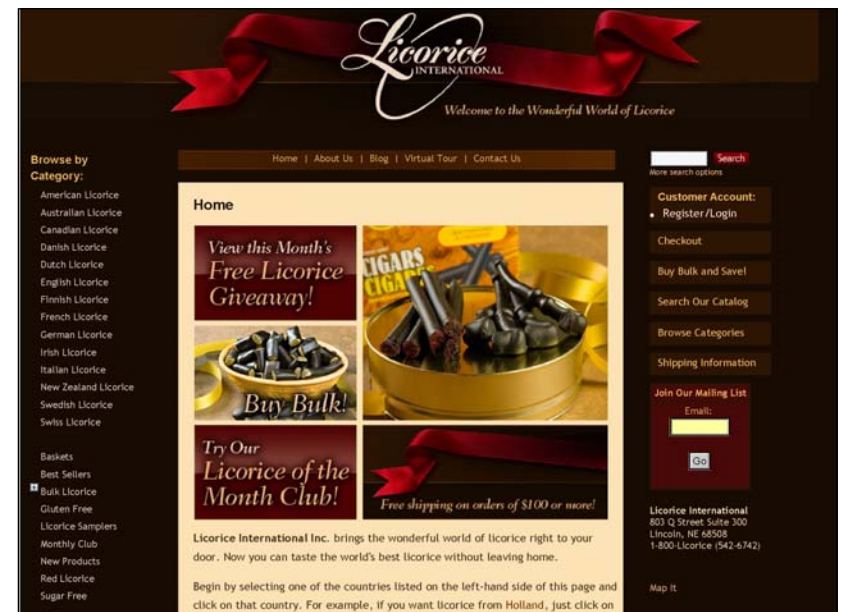 Licorice
INTERNATIONAL
Welcome to the Wonderful World of Licorice
Browse by
Category:
American Licorice
Australian Licorice
Canadian Licorice
Danish Licorice
Dutch Licorice
English Licorice
Finnish Licorice
French Licorice
German Licorice
Irish Licorice
Italian Licorice
New Zealand Licorice
Swedish Licorice
Swiss Licorice
Baskets
Best Sellers
Bulk Licorice
Gluten Free
Licorice Samplers
Monthly Club
New Products
Red Licorice
Sugar Free
Home | About Us | Blog | Virtual Tour | Contact Us
Home
View this Month's
Free Licorice
Giveaway!
CIGARS
Buy Bulk!
Try Our
Licorice of the
Month Club!
Free shipping on orders of $100 or more!
Licorice International Inc. brings the wonderful world of licorice right to your
door. Now you can taste the world's best licorice without leaving home.
Begin by selecting one of the countries listed on the left-hand side of this page and
click on that country. For example, if you want licorice from Holland, just click on
Search
More search options
Customer Account:
Register/Login
Checkout
Buy Bulk and Save!
Search Our Catalog
Browse Categories
Shipping Information
Join Our Mailing List
Email:
Go
Licorice International
803 Q Street Suite 300
Lincoln, NE 68508
1-800-Licorice (542-6742)
Map It